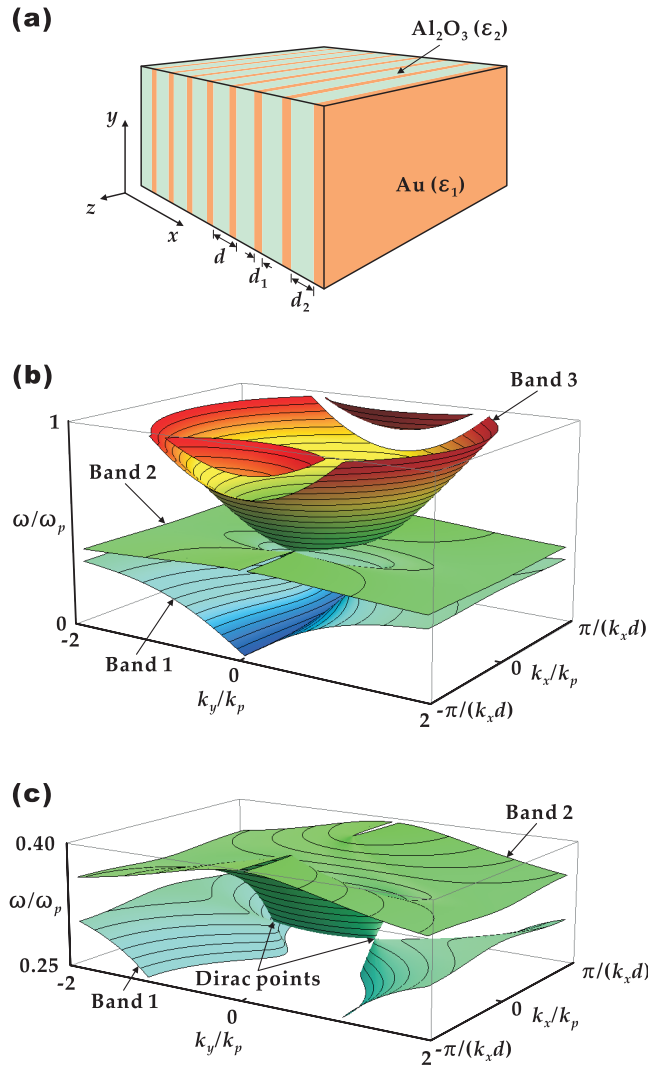 (a)
Al₂O₃ (ε₂)
y
Au (ε₁)
z
x
d
d₁
d₂
(b)
Band 3
1
Band 2
ω/ωₚ
0
-2
Band 1
π/(kₓd)
0
kₓ/kₚ
0
k_y/kₚ
2
-π/(kₓd)
(c)
Band 2
0.40
ω/ωₚ
0.25
-2
Dirac points
Band 1
π/(kₓd)
0
kₓ/kₚ
0
k_y/kₚ
2
-π/(kₓd)